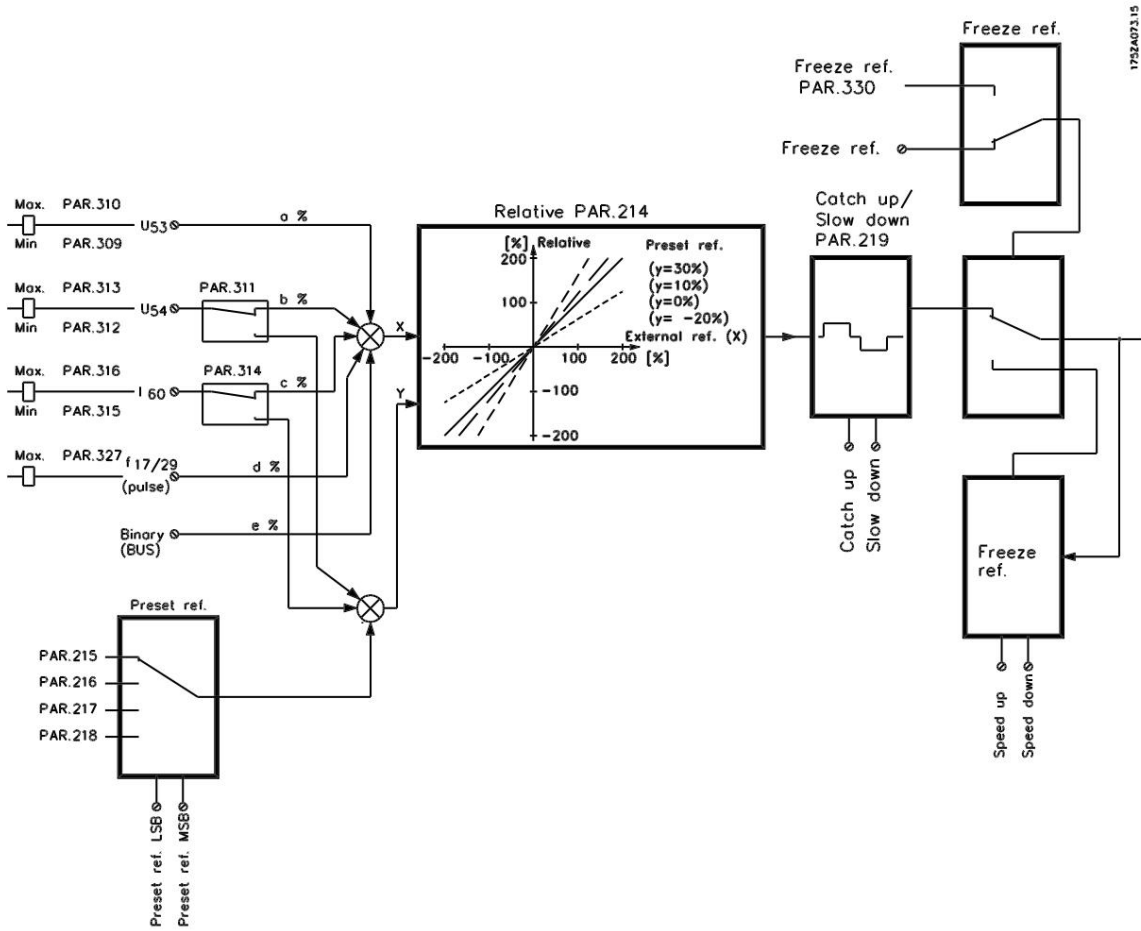 175ZA073.15
Freeze ref.
Freeze ref.
PAR.330
Freeze ref.
Max. PAR.310
U53
Min PAR.309
a %
Max. PAR.313
U54
Min PAR.312
PAR.311
b %
Max. PAR.316
I 60
Min PAR.315
PAR.314
c %
Max. PAR.327
f 17/29
(pulse)
d %
Binary
(BUS)
e %
X
Y
Relative PAR.214
[%] Relative
200
100
Preset ref.
(y=30%)
(y=10%)
(y=0%)
(y= -20%)
External ref. (X)
-200 -100 100 200 [%]
-100
-200
Catch up/
Slow down
PAR.219
Catch up
Slow down
Freeze
ref.
Speed up
Speed down
Preset ref.
PAR.215
PAR.216
PAR.217
PAR.218
Preset ref. LSB
Preset ref. MSB